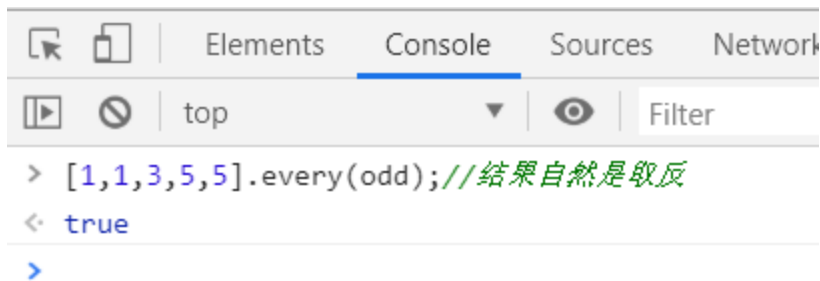 Elements Console Sources Network
top Filter
> [1,1,3,5,5].every(odd);//结果自然是取反
<· true
>